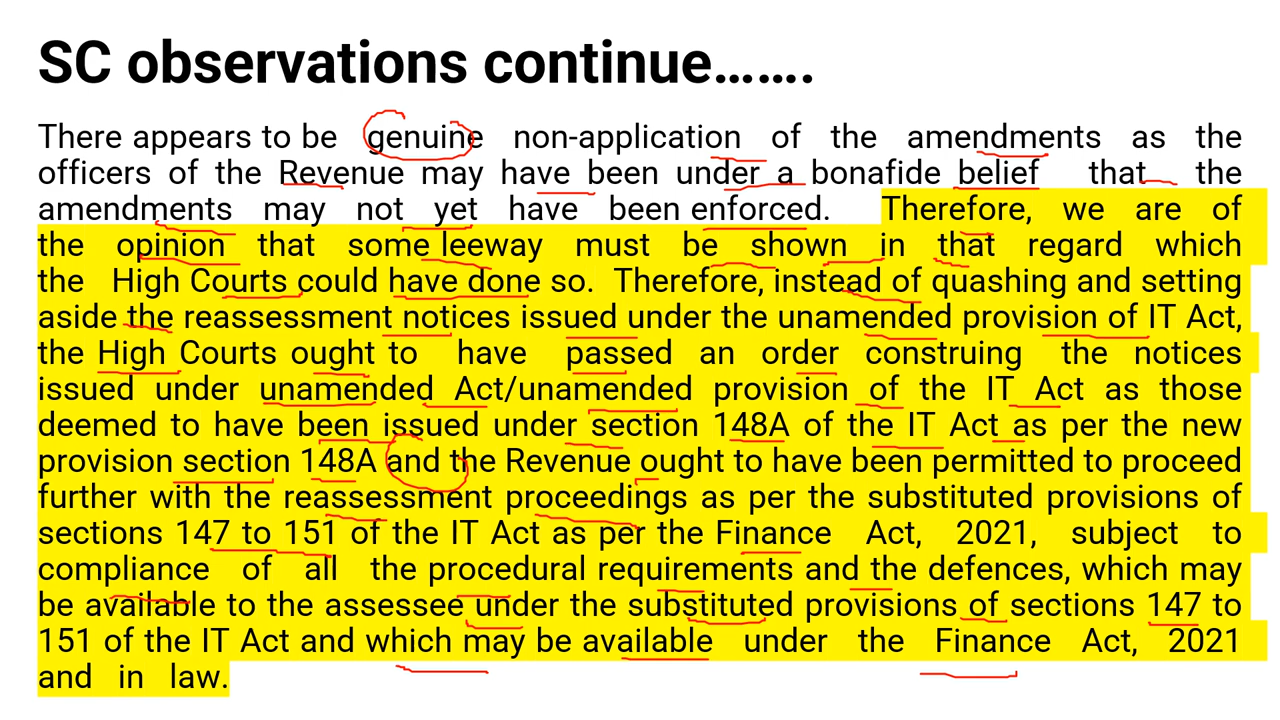 SC observations continue…….
There appears to be genuine non-application of the amendments as the
officers of the Revenue may have been under a bonafide belief that the
amendments may not yet have been enforced. Therefore, we are of
the opinion that some leeway must be shown in that regard which
the High Courts could have done so. Therefore, instead of quashing and setting
aside the reassessment notices issued under the unamended provision of IT Act,
the High Courts ought to have passed an order construing the notices
issued under unamended Act/unamended provision of the IT Act as those
deemed to have been issued under section 148A of the IT Act as per the new
provision section 148A and the Revenue ought to have been permitted to proceed
further with the reassessment proceedings as per the substituted provisions of
sections 147 to 151 of the IT Act as per the Finance Act, 2021, subject to
compliance of all the procedural requirements and the defences, which may
be available to the assessee under the substituted provisions of sections 147 to
151 of the IT Act and which may be available under the Finance Act, 2021
and in law.